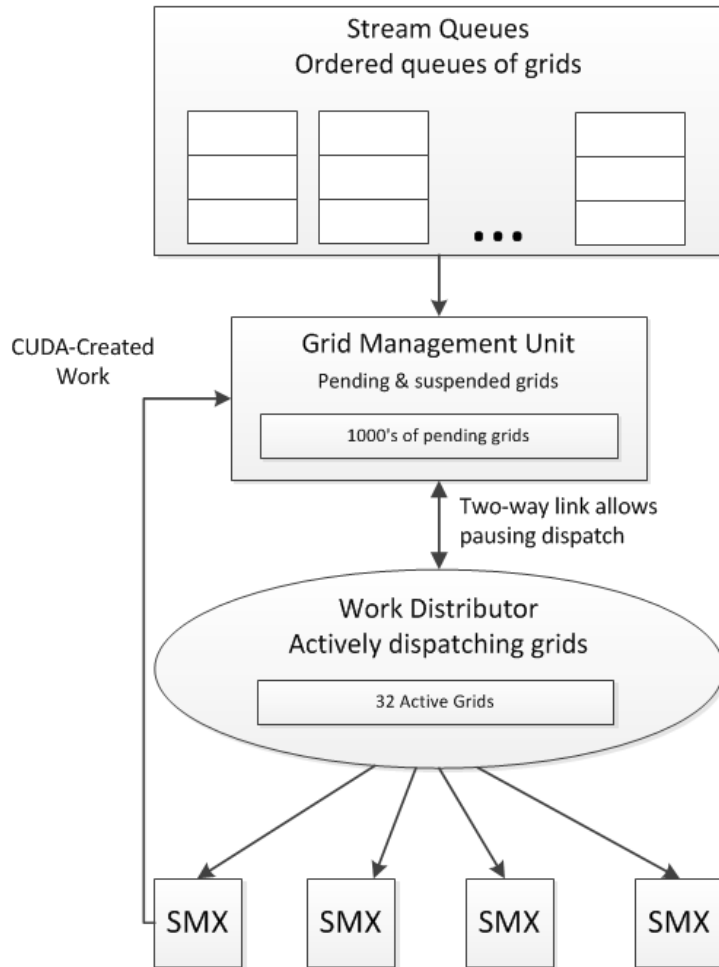 Stream Queues
Ordered queues of grids
...
CUDA-Created
Work
Grid Management Unit
Pending & suspended grids
1000's of pending grids
Two-way link allows
pausing dispatch
Work Distributor
Actively dispatching grids
32 Active Grids
SMX
SMX
SMX
SMX